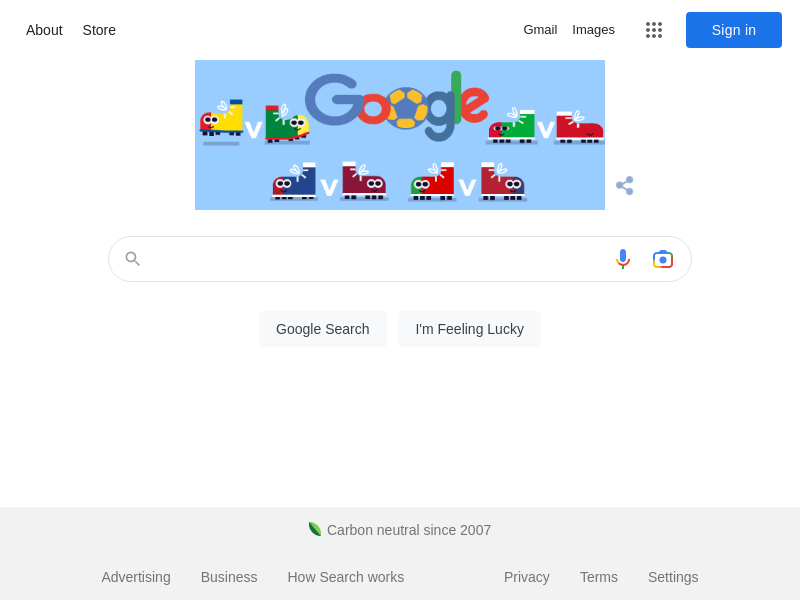 About Store Gmail Images Sign in
Google
v v
v v
Google Search I'm Feeling Lucky
Carbon neutral since 2007
Advertising Business How Search works Privacy Terms Settings